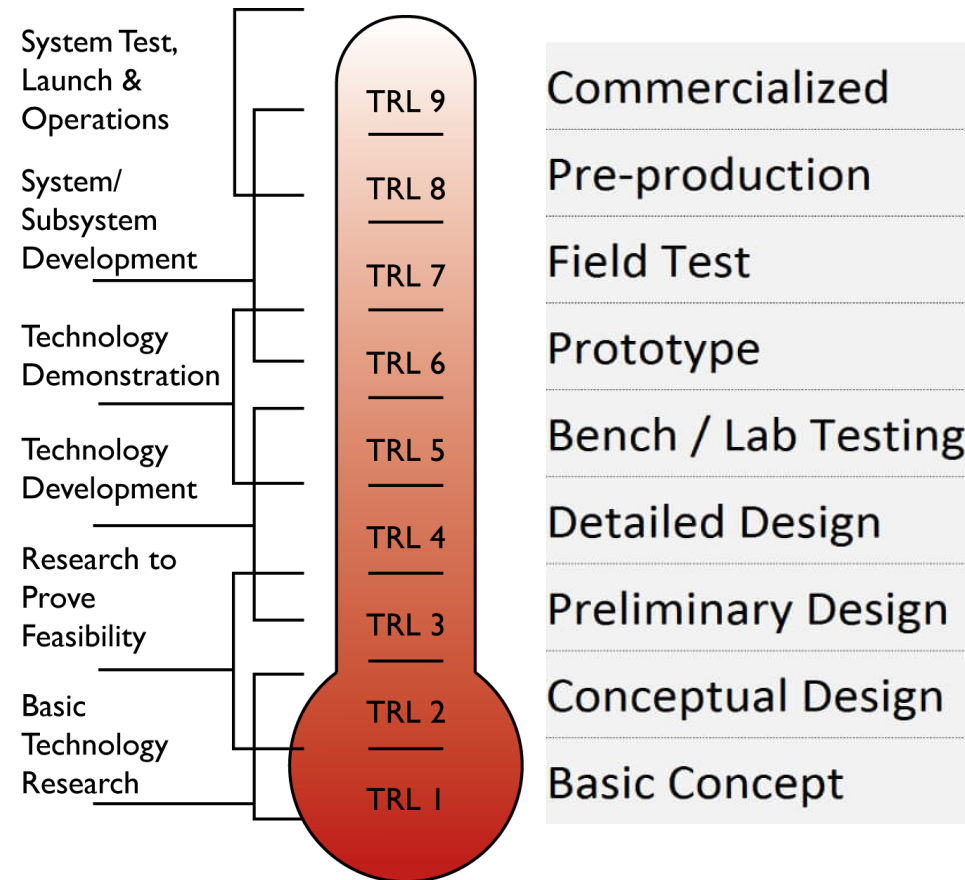 System Test,
Launch &
Operations
System/
Subsystem
Development
Technology
Demonstration
Technology
Development
Research to
Prove
Feasibility
Basic
Technology
Research
TRL 9
TRL 8
TRL 7
TRL 6
TRL 5
TRL 4
TRL 3
TRL 2
TRL 1
Commercialized
Pre-production
Field Test
Prototype
Bench / Lab Testing
Detailed Design
Preliminary Design
Conceptual Design
Basic Concept